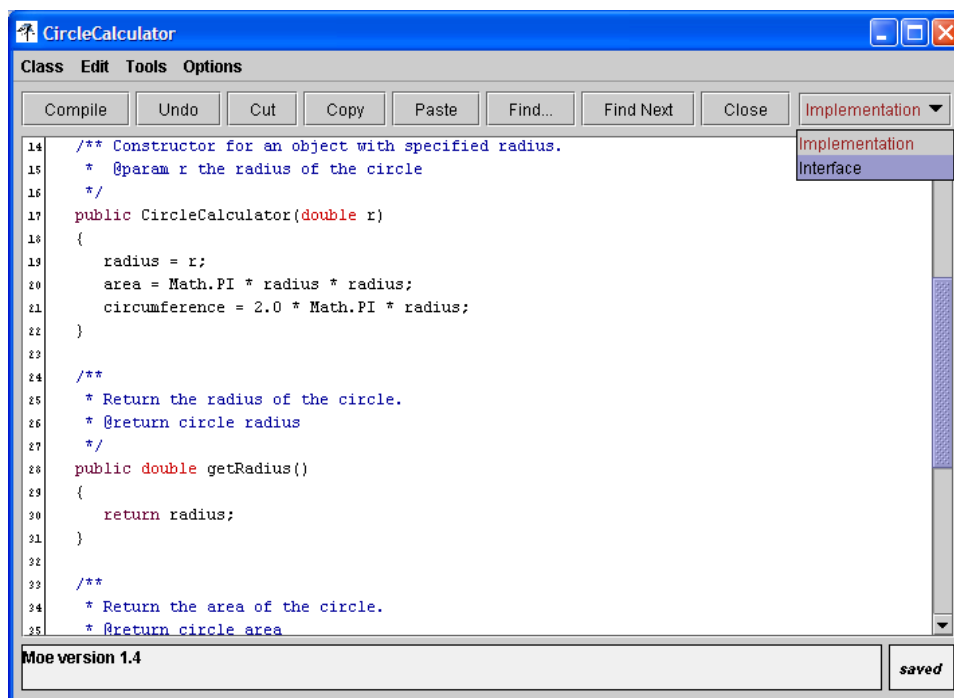 CircleCalculator
Class Edit Tools Options
Compile Undo Cut Copy Paste Find... Find Next Close Implementation
Implementation
Interface
14 /** Constructor for an object with specified radius.
15 * @param r the radius of the circle
16 */
17 public CircleCalculator(double r)
18 {
19 radius = r;
20 area = Math.PI * radius * radius;
21 circumference = 2.0 * Math.PI * radius;
22 }
23
24 /**
25 * Return the radius of the circle.
26 * @return circle radius
27 */
28 public double getRadius()
29 {
30 return radius;
31 }
32
33 /**
34 * Return the area of the circle.
35 * @return circle area
Moe version 1.4
saved